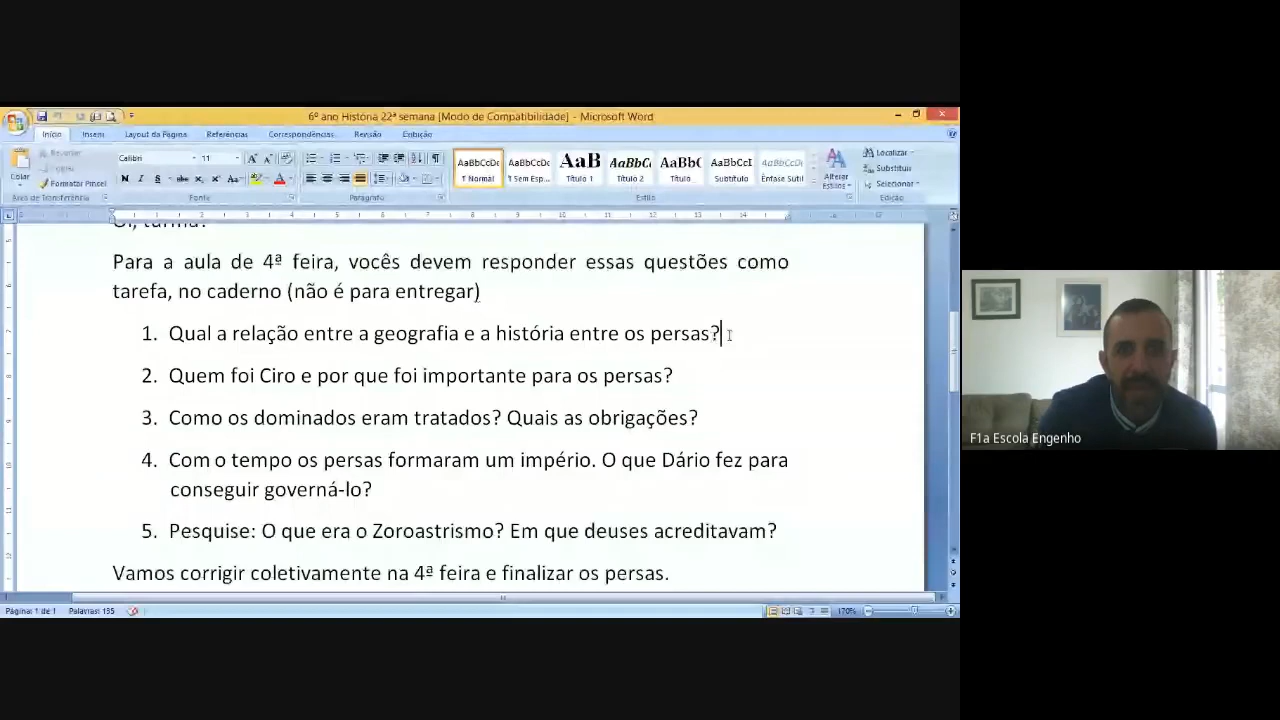 6º ano História 22ª semana [Modo de Compatibilidade] - Microsoft Word
Início Inserir Layout da Página Referências Correspondências Revisão Exibição
Colar
Formatar Pincel
Área de Transferência
Calibri 11
Fonte
Parágrafo
AaBbCcDc AaBbCcDc AaB AaBbC AaBbC AaBbCcI AaBbCcDc
¶ Normal ¶ Sem Esp... Título 1 Título 2 Título Subtítulo Ênfase Sutil
Alterar Estilos
Estilo
Localizar
Substituir
Selecionar
Edição
Oi, turma!
Para a aula de 4ª feira, vocês devem responder essas questões como
tarefa, no caderno (não é para entregar)
1. Qual a relação entre a geografia e a história entre os persas?
2. Quem foi Ciro e por que foi importante para os persas?
3. Como os dominados eram tratados? Quais as obrigações?
4. Com o tempo os persas formaram um império. O que Dário fez para
conseguir governá-lo?
5. Pesquise: O que era o Zoroastrismo? Em que deuses acreditavam?
Vamos corrigir oletivamente na 4ª feira e finalizar os persas.
Página: 1 de 1 Palavras: 135
170%
F1a Escola Engenho